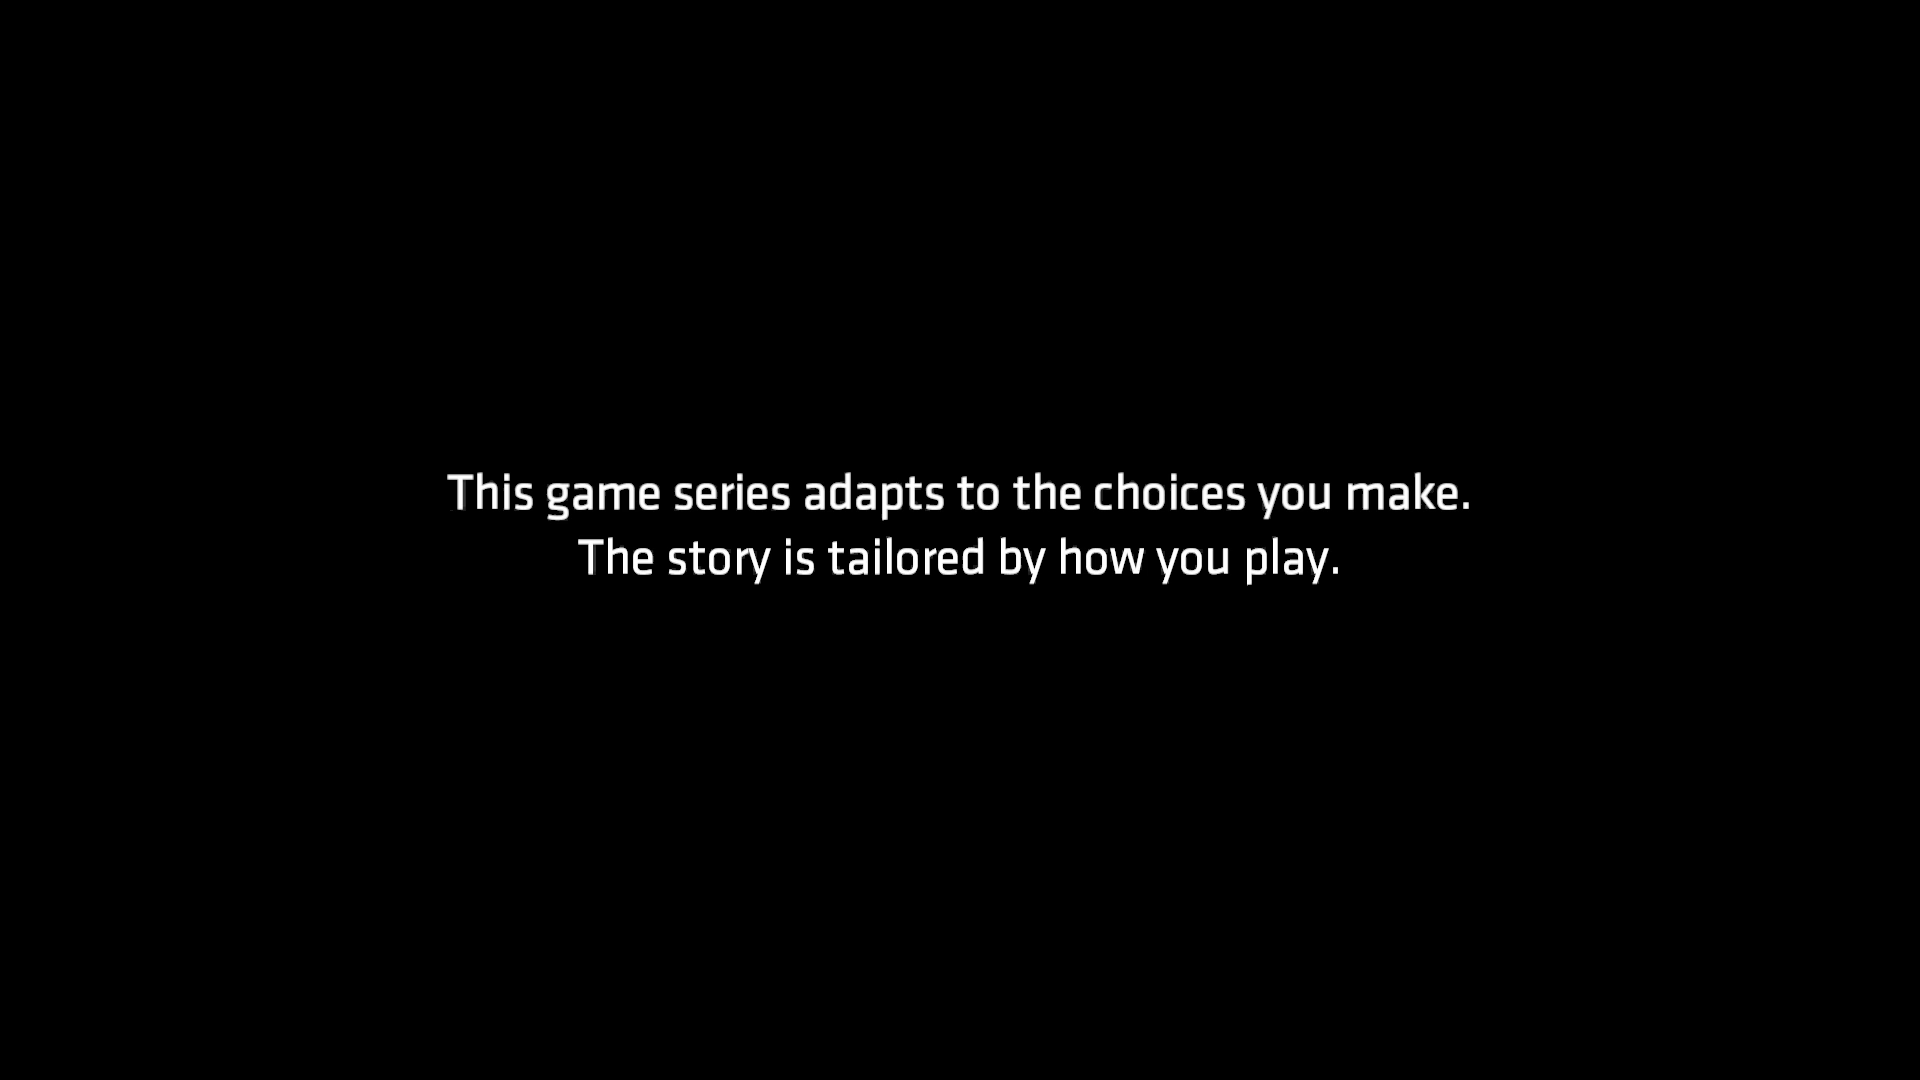 This game series adapts to the choices you make.
The story is tailored by how you play.